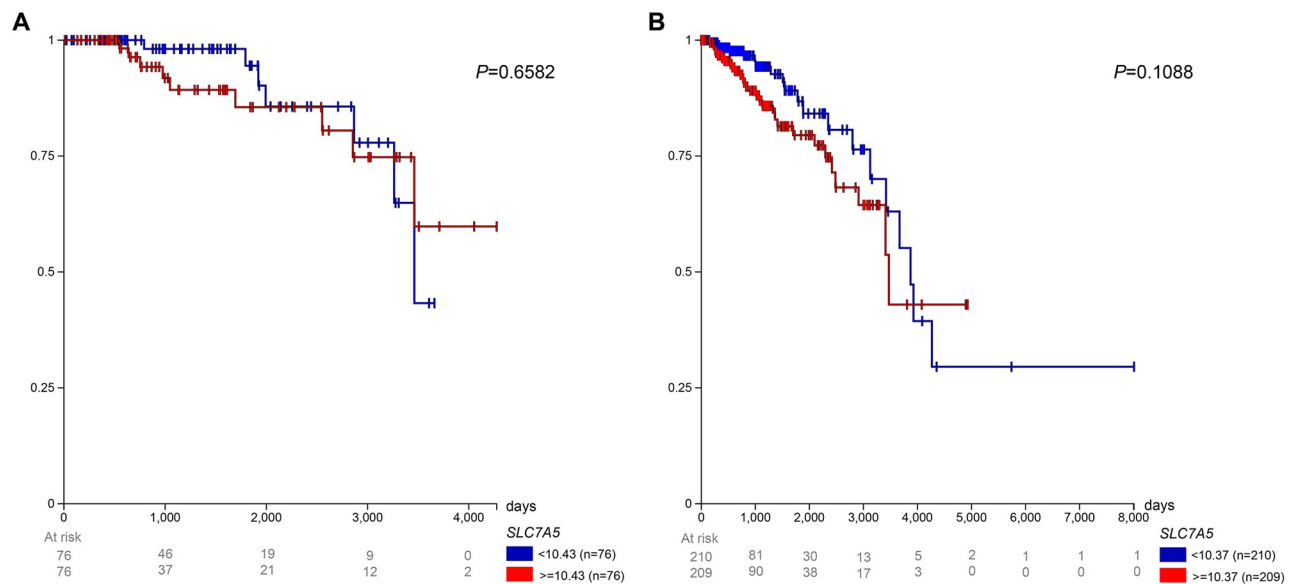 A
1
0.75
0.5
0.25
0
P=0.6582
0 1,000 2,000 3,000 4,000 days
At risk
76 46 19 9 0
76 37 21 12 2
SLC7A5
<10.43 (n=76)
>=10.43 (n=76)
B
1
0.75
0.5
0.25
0
P=0.1088
0 1,000 2,000 3,000 4,000 5,000 6,000 7,000 8,000 days
At risk
210 81 30 13 5 2 1 1 1
209 90 38 17 3 0 0 0 0
SLC7A5
<10.37 (n=210)
>=10.37 (n=209)